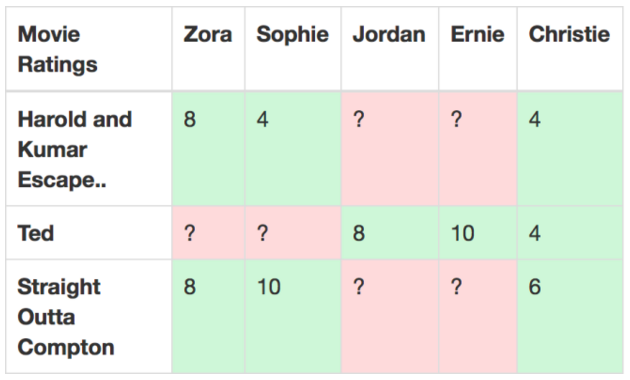 Movie Ratings Zora Sophie Jordan Ernie Christie
Harold and Kumar Escape.. 8 4 ? ? 4
Ted ? ? 8 10 4
Straight Outta Compton 8 10 ? ? 6